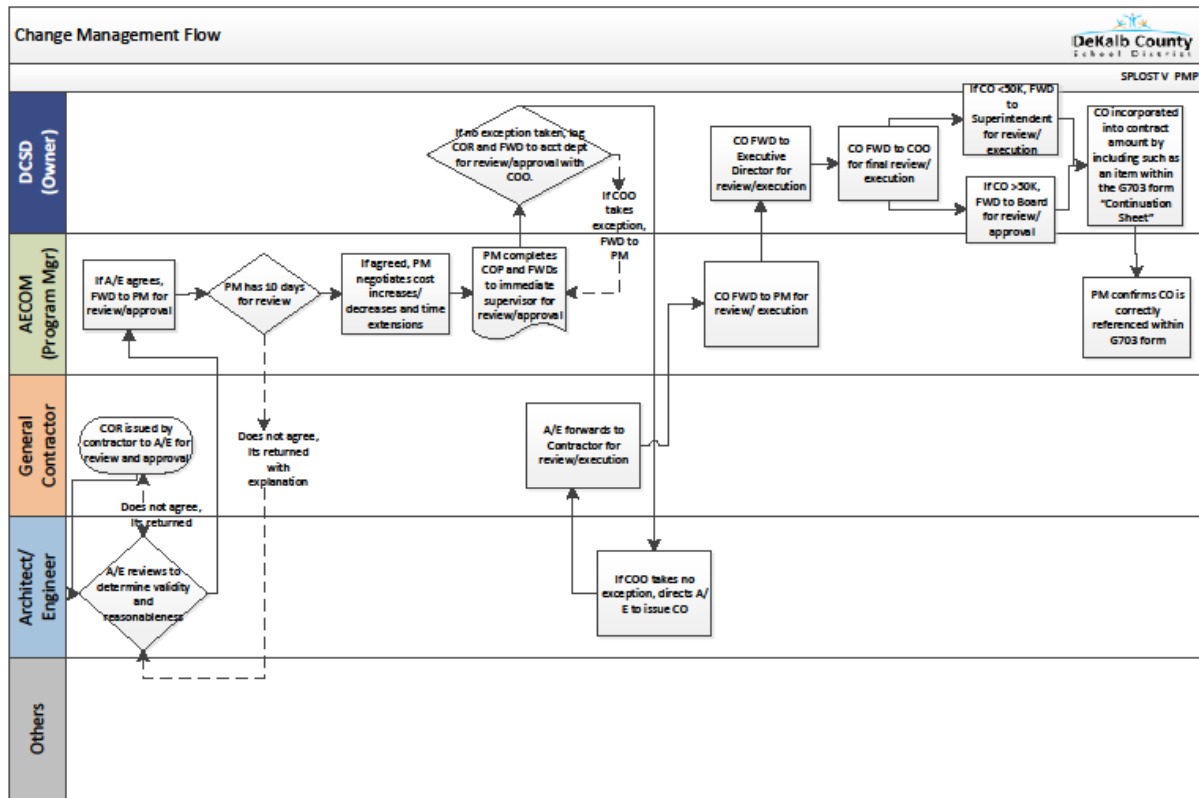 Change Management Flow
DeKalb County
School District
SPLOST V PMP
DCSD
(Owner)
If no exception taken, log
COR and FWD to acct dept
for review/approval with
COO.
If COO
takes
exception,
FWD to
PM
CO FWD to
Executive
Director for
review/execution
CO FWD to COO
for final review/
execution
If CO <50K, FWD
to
Superintendent
for review/
execution
If CO >50K, FWD
to Board
for review/
approval
CO incorporated
into contract
amount by
including such as
an item within
the G703 form
“Continuation
Sheet”
AECOM
(Program Mgr)
If A/E agrees,
FWD to PM for
review/approval
PM has 10 days
for review
If agreed, PM
negotiates cost
increases/
decreases and time
extensions
PM completes
COP and FWDs
to immediate
supervisor for
review/approval
CO FWD to PM for
review/ execution
PM confirms CO is
correctly
referenced within
G703 form
General
Contractor
COR is issued by
contractor to A/E for
review and approval
Does not agree,
Its returned
Does not agree,
Its returned
with
explanation
A/E forwards to
Contractor for
review/execution
Architect/
Engineer
A/E reviews to
determine validity
and
reasonableness
If COO takes no
exception, directs A/
E to issue CO
Others